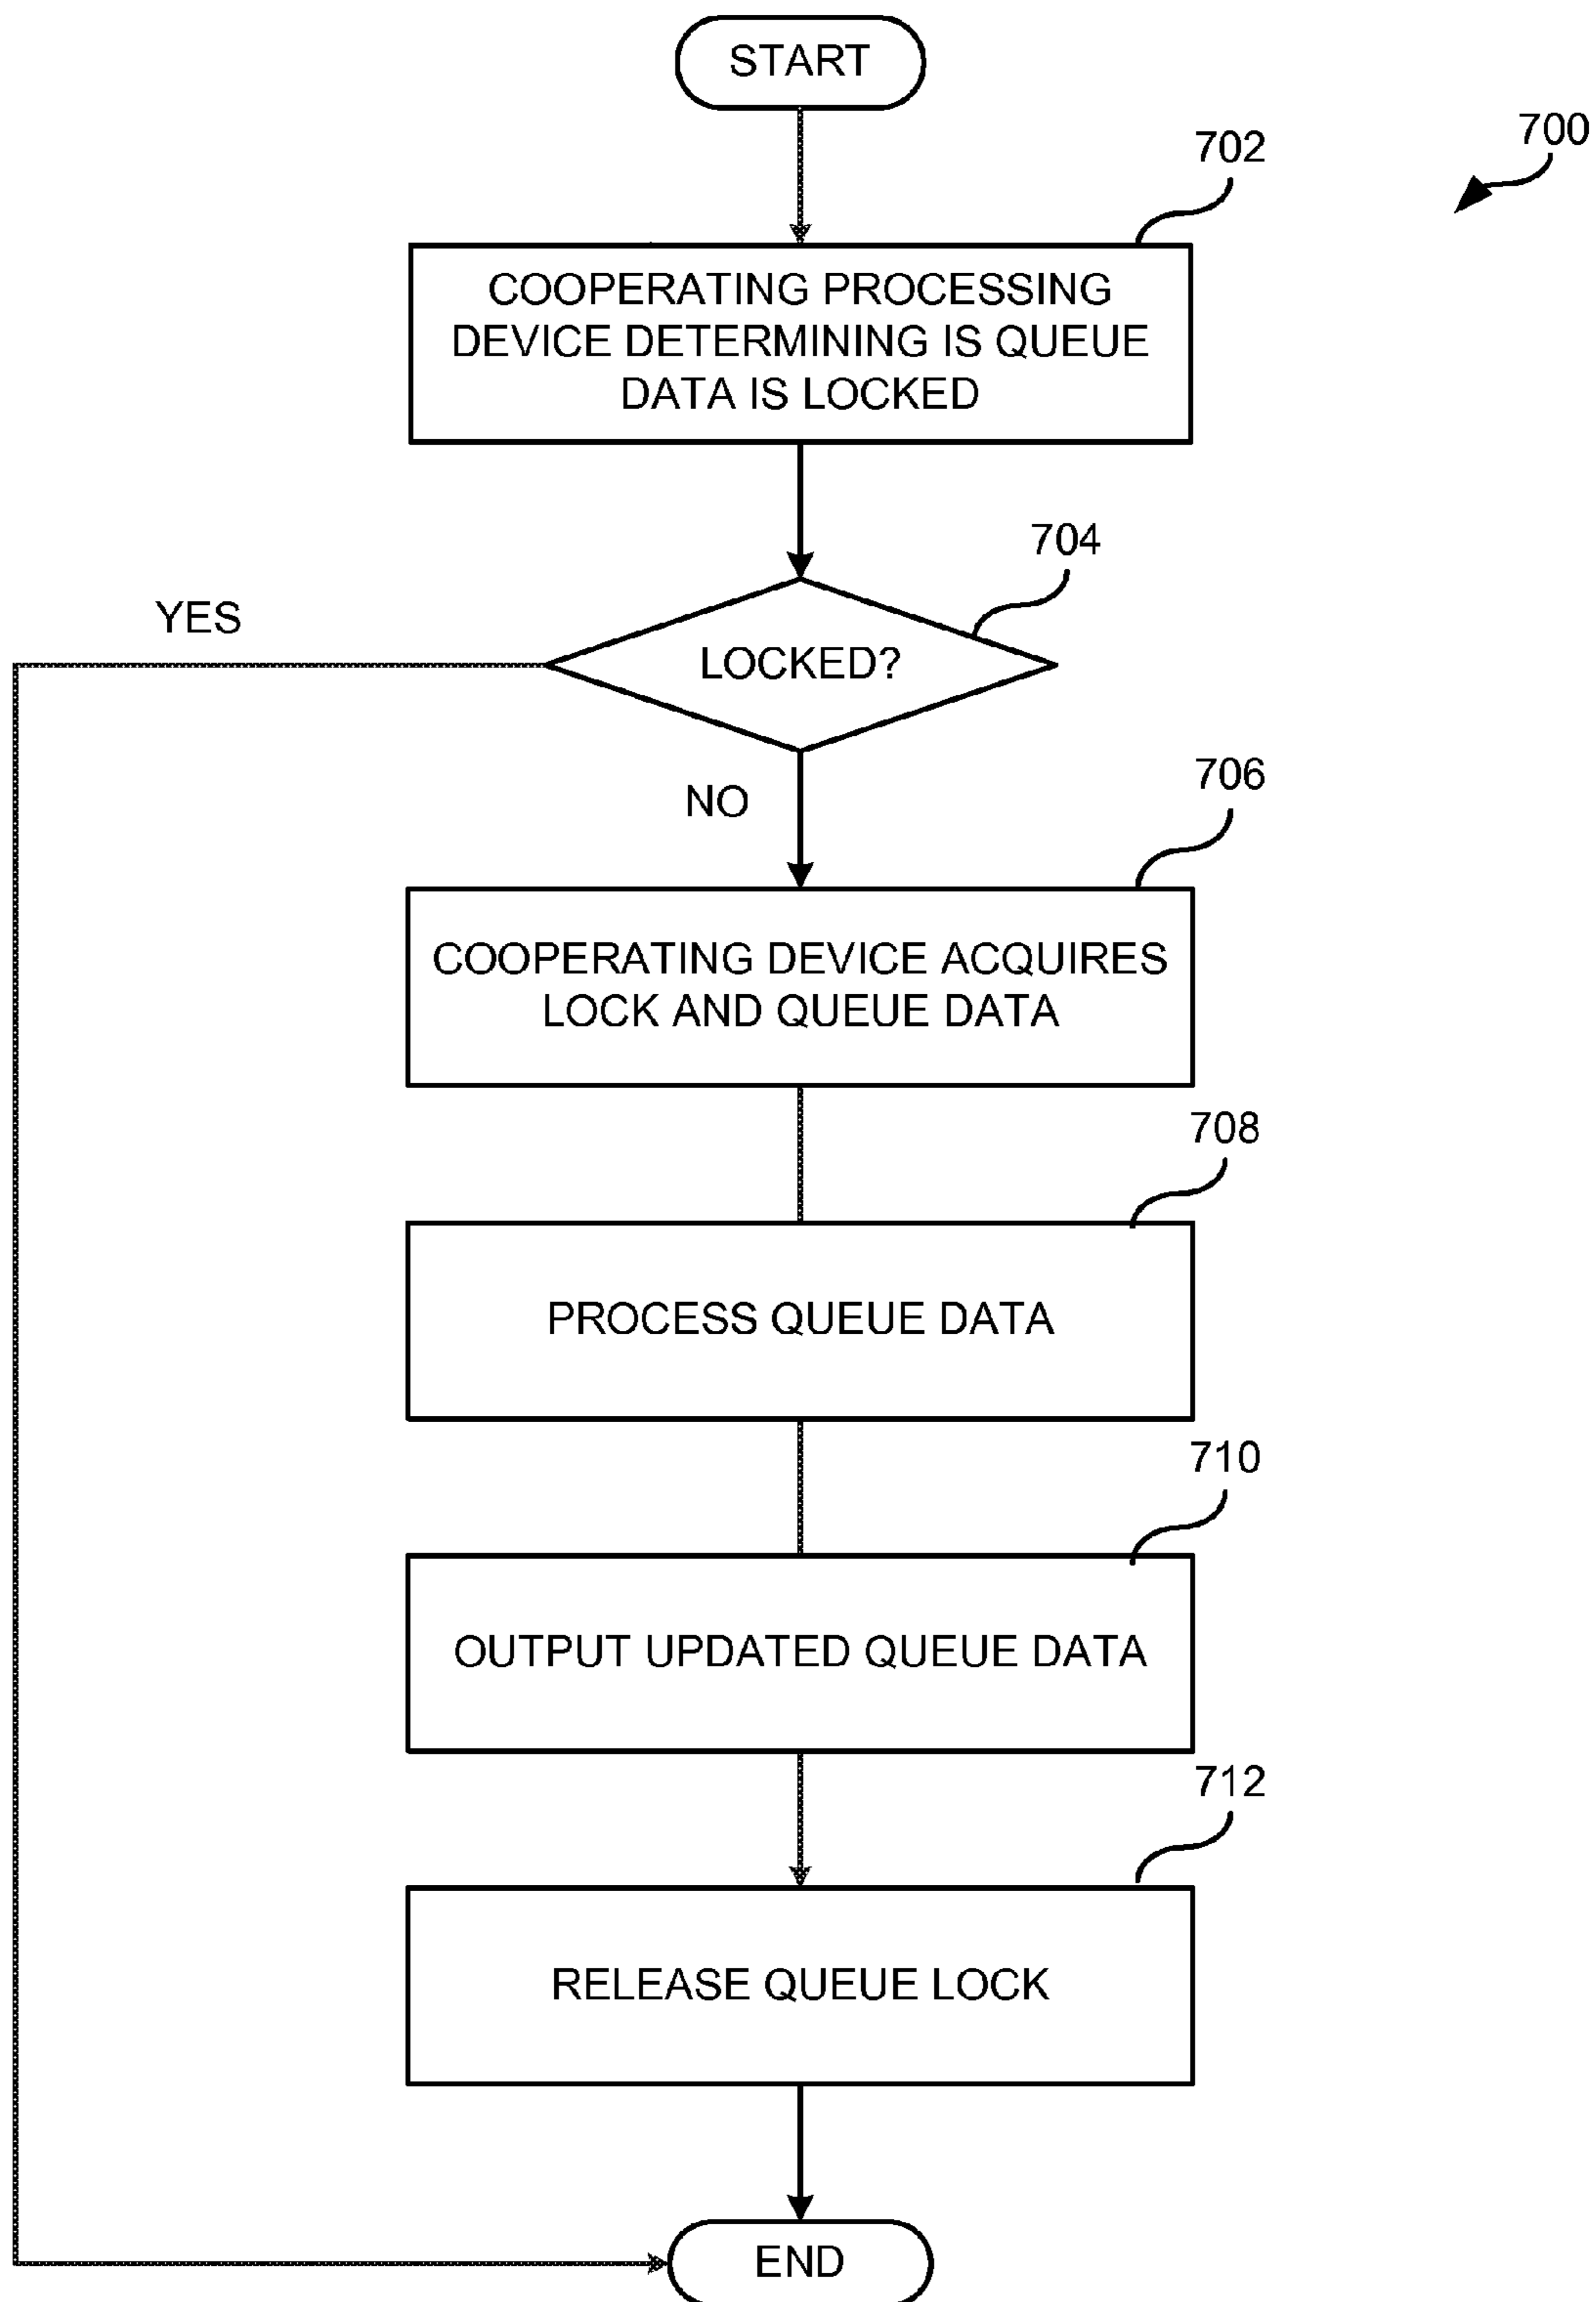 START
700
702
COOPERATING PROCESSING
DEVICE DETERMINING IS QUEUE
DATA IS LOCKED
704
YES
LOCKED?
NO
706
COOPERATING DEVICE ACQUIRES
LOCK AND QUEUE DATA
708
PROCESS QUEUE DATA
710
OUTPUT UPDATED QUEUE DATA
712
RELEASE QUEUE LOCK
END